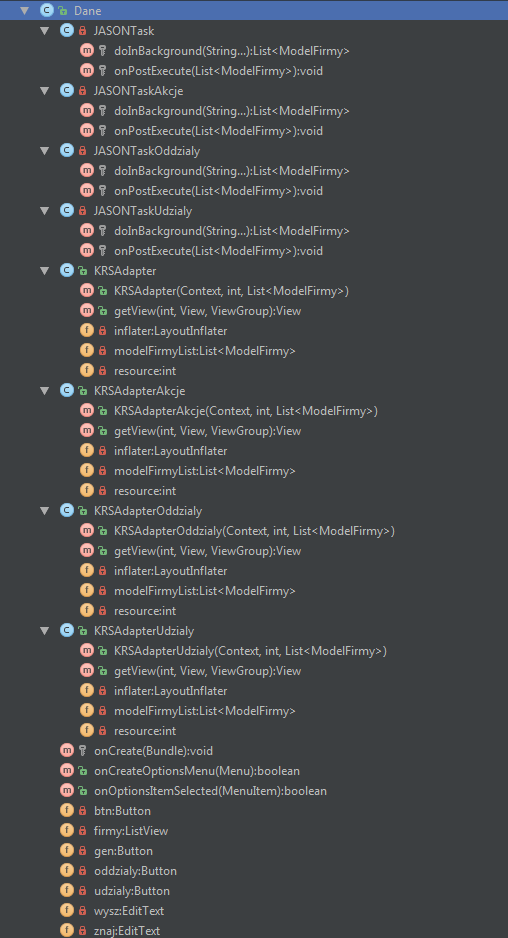 Dane
JASONTask
doInBackground(String...):List<ModelFirmy>
onPostExecute(List<ModelFirmy>):void
JASONTaskAkcje
doInBackground(String...):List<ModelFirmy>
onPostExecute(List<ModelFirmy>):void
JASONTaskOddzialy
doInBackground(String...):List<ModelFirmy>
onPostExecute(List<ModelFirmy>):void
JASONTaskUdzialy
doInBackground(String...):List<ModelFirmy>
onPostExecute(List<ModelFirmy>):void
KRSAdapter
KRSAdapter(Context, int, List<ModelFirmy>)
getView(int, View, ViewGroup):View
inflater:LayoutInflater
modelFirmyList:List<ModelFirmy>
resource:int
KRSAdapterAkcje
KRSAdapterAkcje(Context, int, List<ModelFirmy>)
getView(int, View, ViewGroup):View
inflater:LayoutInflater
modelFirmyList:List<ModelFirmy>
resource:int
KRSAdapterOddzialy
KRSAdapterOddzialy(Context, int, List<ModelFirmy>)
getView(int, View, ViewGroup):View
inflater:LayoutInflater
modelFirmyList:List<ModelFirmy>
resource:int
KRSAdapterUdzialy
KRSAdapterUdzialy(Context, int, List<ModelFirmy>)
getView(int, View, ViewGroup):View
inflater:LayoutInflater
modelFirmyList:List<ModelFirmy>
resource:int
onCreate(Bundle):void
onCreateOptionsMenu(Menu):boolean
onOptionsItemSelected(MenuItem):boolean
btn:Button
firmy:ListView
gen:Button
oddzialy:Button
udzialy:Button
wysz:EditText
znaj:EditText